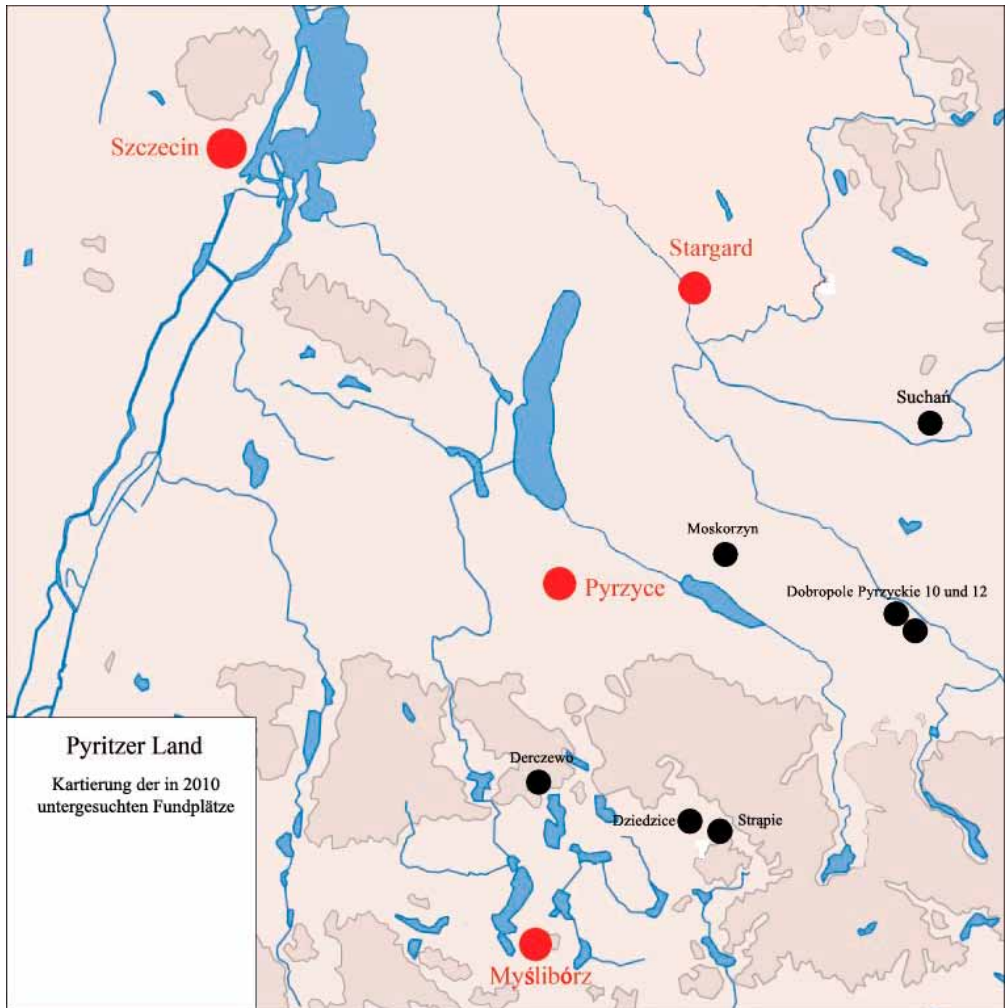 Szczecin
Stargard
Suchań
Moskorzyn
Pyrzyce
Dobropole Pyrzyckie 10 und 12
Pyritzer Land
Kartierung der in 2010
untergesuchten Fundplätze
Derczewo
Dziedzice
Strąpie
Myślibórz